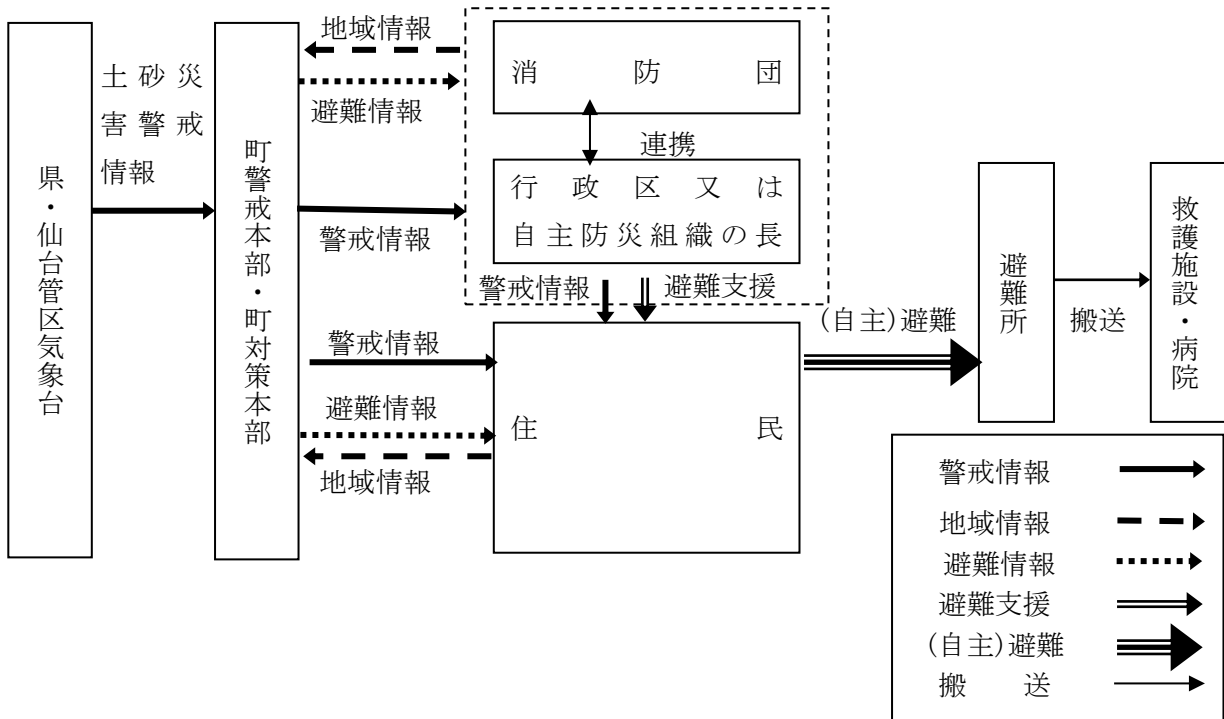 県・仙台管区気象台
土砂災
害警戒
情報
町警戒本部・町対策本部
地域情報
避難情報
警戒情報
消防団
連携
行政区又は
自主防災組織の長
警戒情報
避難支援
警戒情報
避難情報
地域情報
住民
(自主)避難
避難所
搬送
救護施設・病院
警戒情報
地域情報
避難情報
避難支援
(自主)避難
搬送